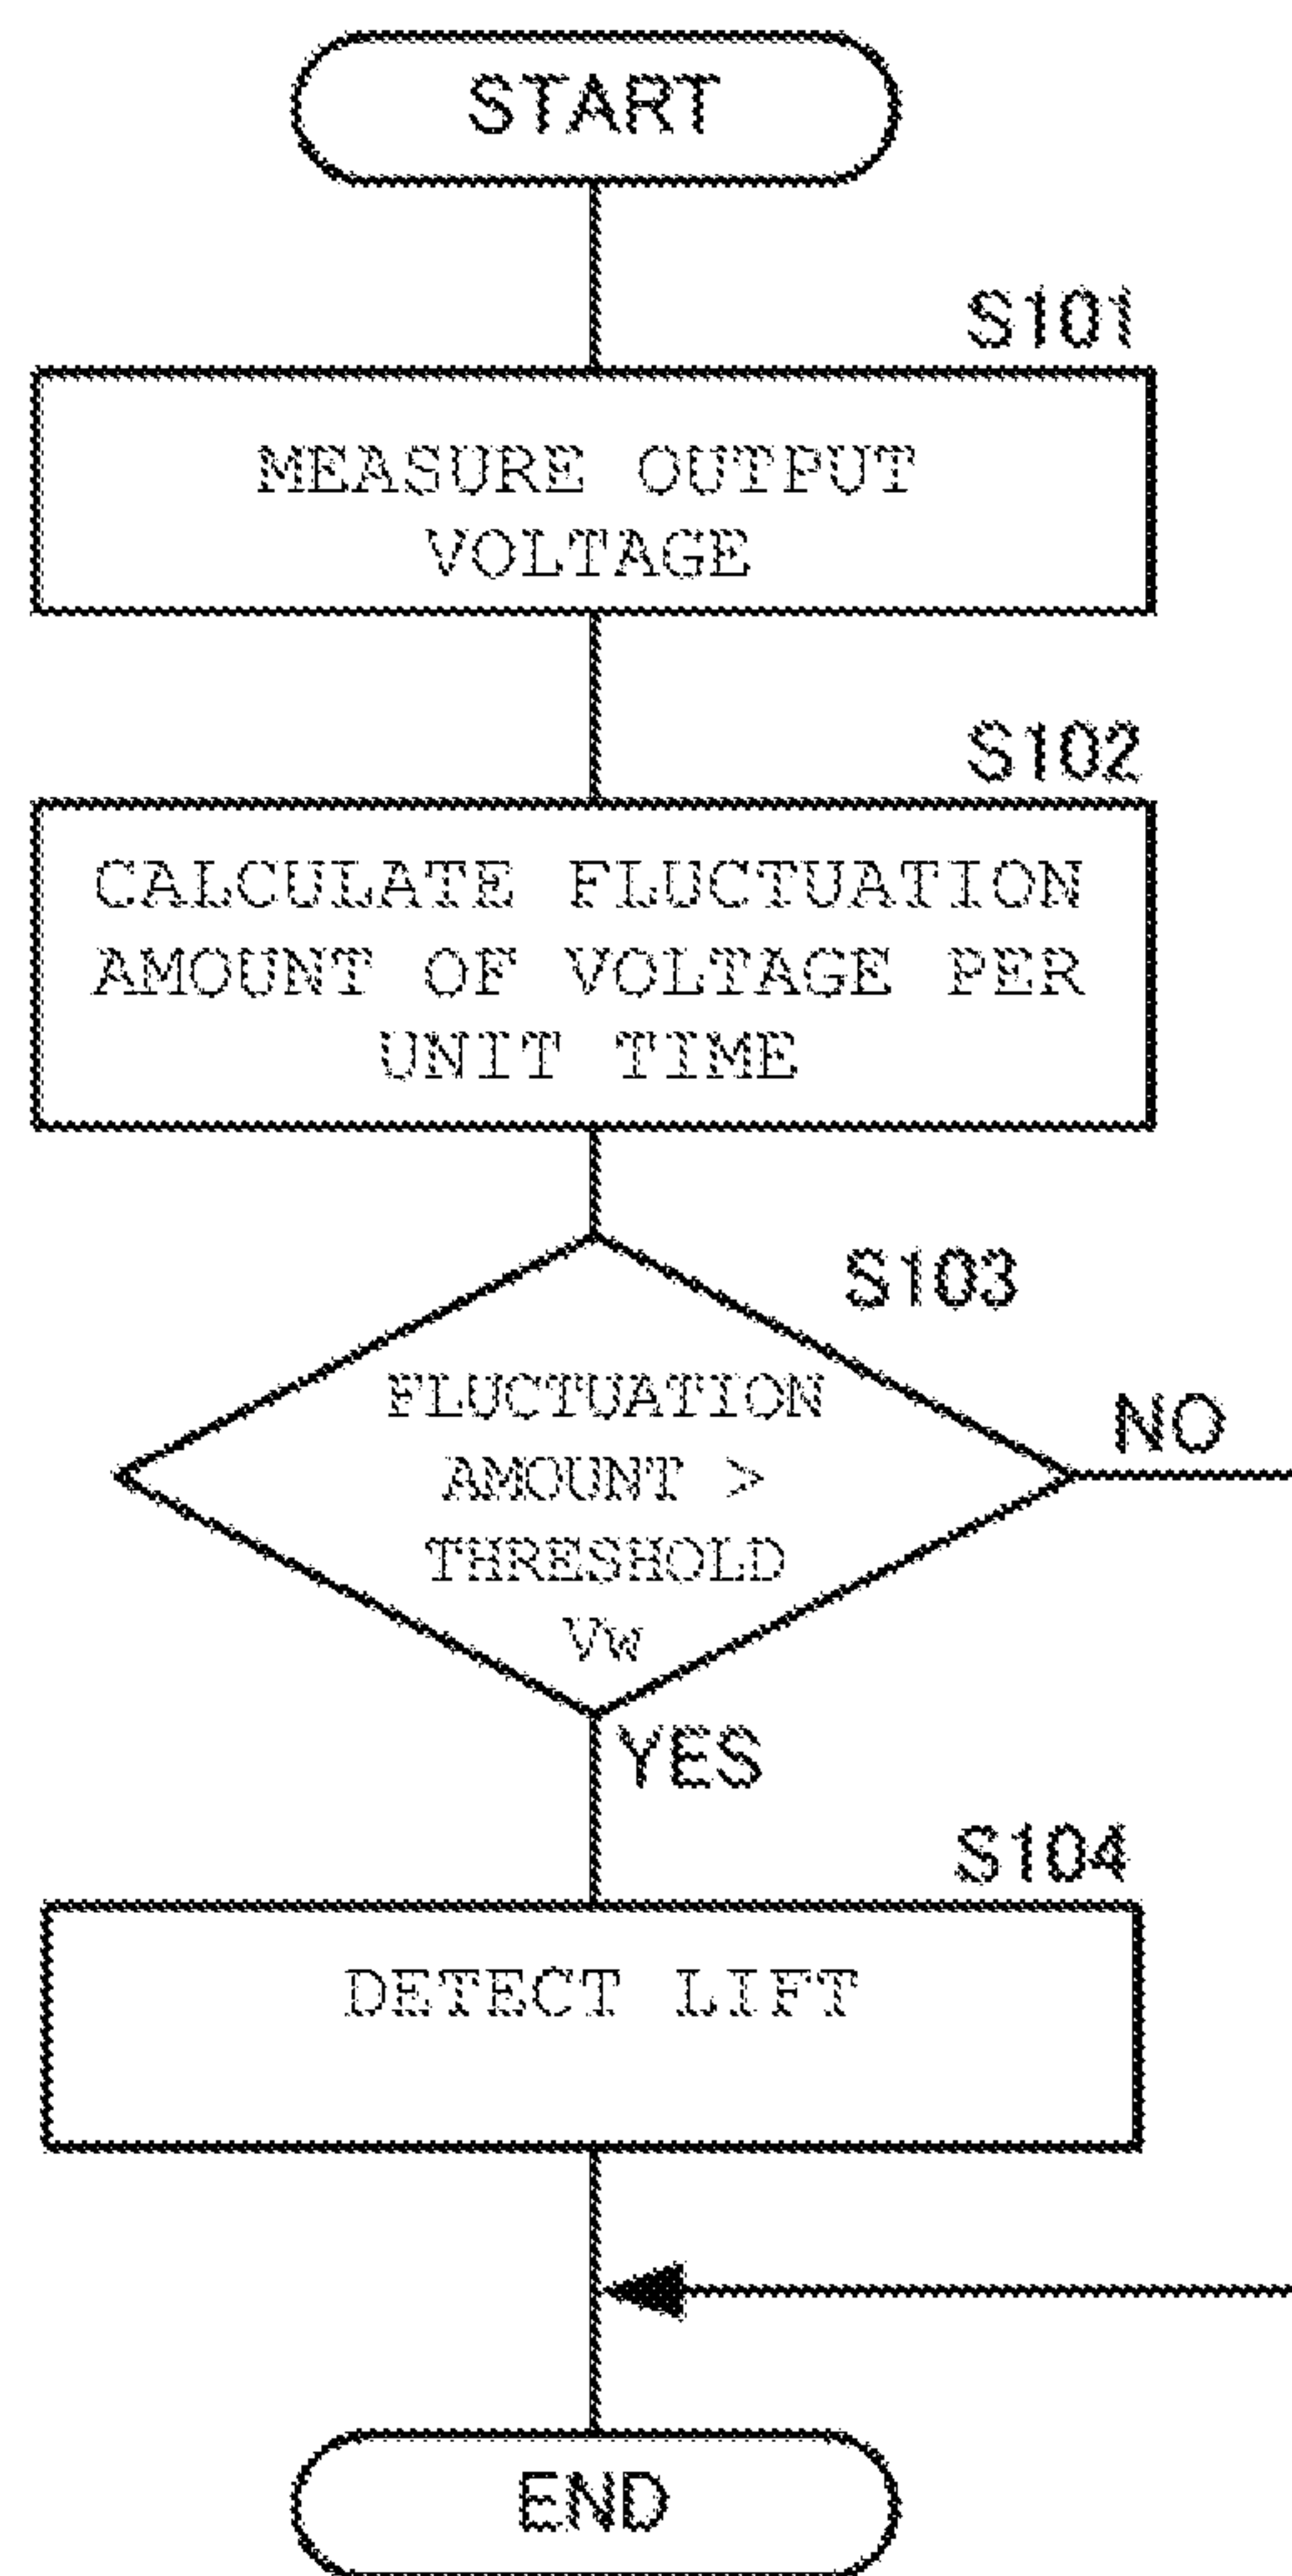 START
S101
MEASURE OUTPUT
VOLTAGE
S102
CALCULATE FLUCTUATION
AMOUNT OF VOLTAGE PER
UNIT TIME
S103
FLUCTUATION
AMOUNT >
THRESHOLD
Vw
NO
YES
S104
DETECT LIFT
END